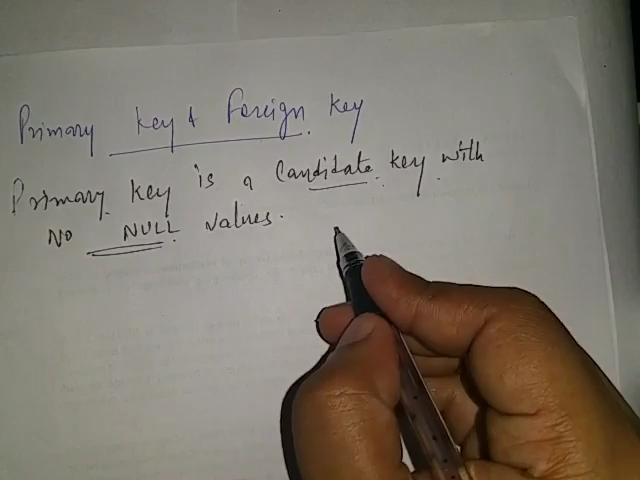 Primary key & Foreign key
Primary key is a Candidate key with
No NULL values.